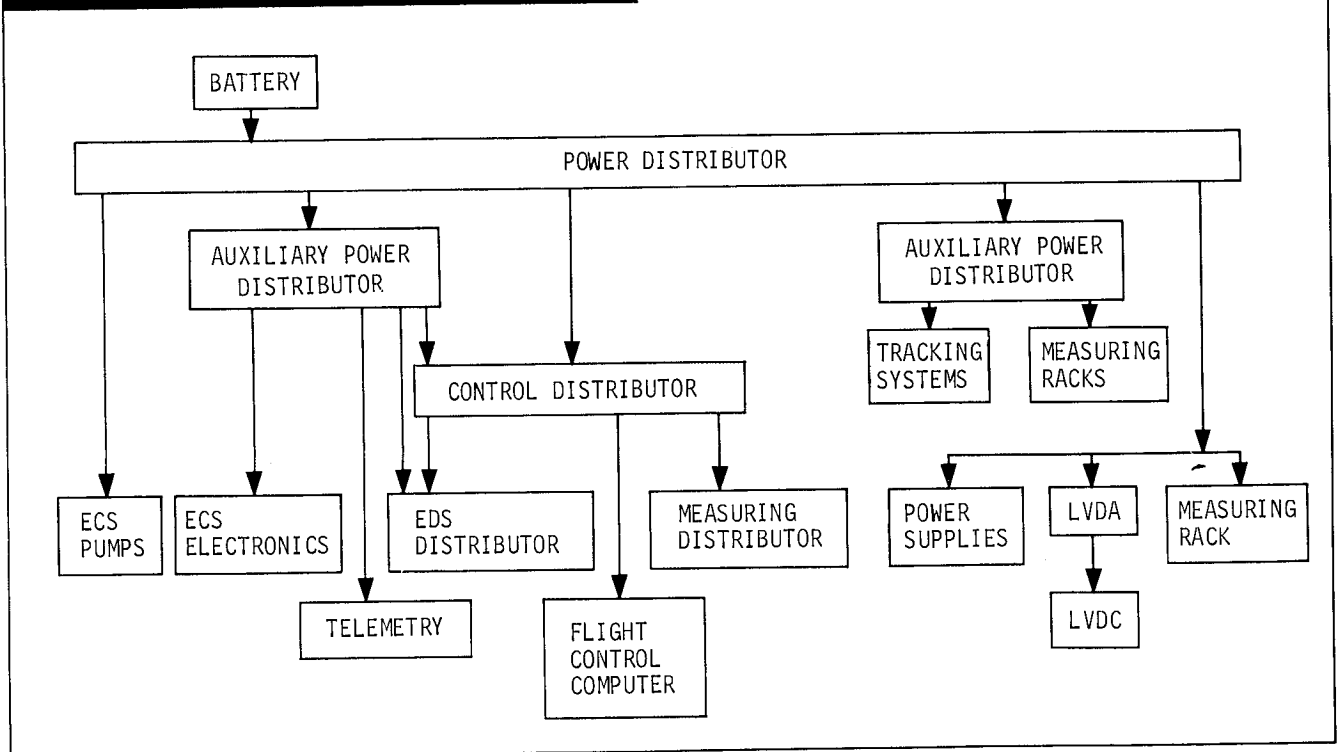 BATTERY
POWER DISTRIBUTOR
AUXILIARY POWER
DISTRIBUTOR
AUXILIARY POWER
DISTRIBUTOR
TRACKING
SYSTEMS
MEASURING
RACKS
CONTROL DISTRIBUTOR
ECS
PUMPS
ECS
ELECTRONICS
EDS
DISTRIBUTOR
MEASURING
DISTRIBUTOR
POWER
SUPPLIES
LVDA
MEASURING
RACK
TELEMETRY
FLIGHT
CONTROL
COMPUTER
LVDC